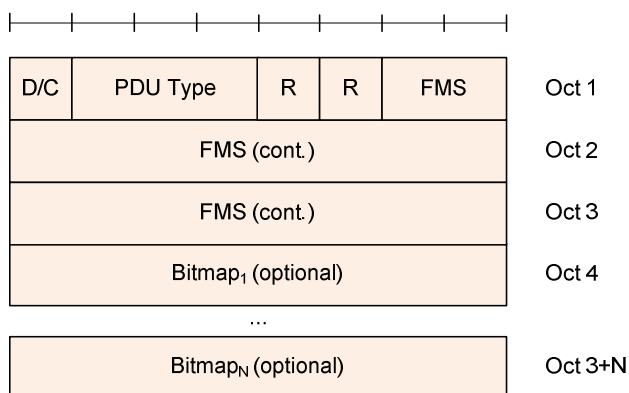 D/C PDU Type R R FMS Oct 1
FMS (cont.) Oct 2
FMS (cont.) Oct 3
Bitmap₁ (optional) Oct 4
...
Bitmap_N (optional) Oct 3+N